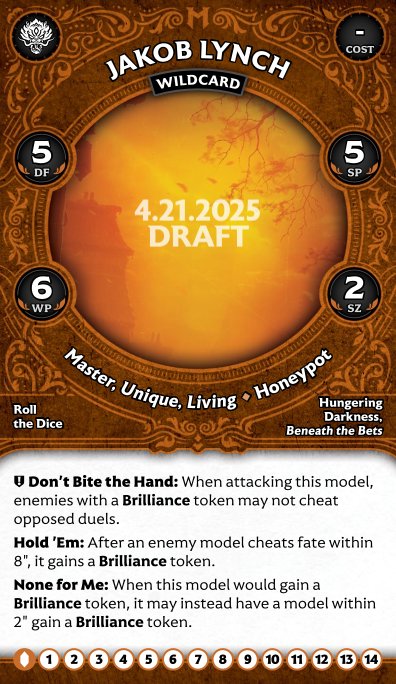 -
COST
JAKOB LYNCH
WILDCARD
5
DF
5
SP
4.21.2025
DRAFT
6
WP
2
SZ
Master, Unique, Living ⬥ Honeypot
Roll
the Dice
Hungering
Darkness,
Beneath the Bets
Don’t Bite the Hand: When attacking this model,
enemies with a Brilliance token may not cheat
opposed duels.
Hold ’Em: After an enemy model cheats fate within
8", it gains a Brilliance token.
None for Me: When this model would gain a
Brilliance token, it may instead have a model within
2" gain a Brilliance token.
1 2 3 4 5 6 7 8 9 10 11 12 13 14